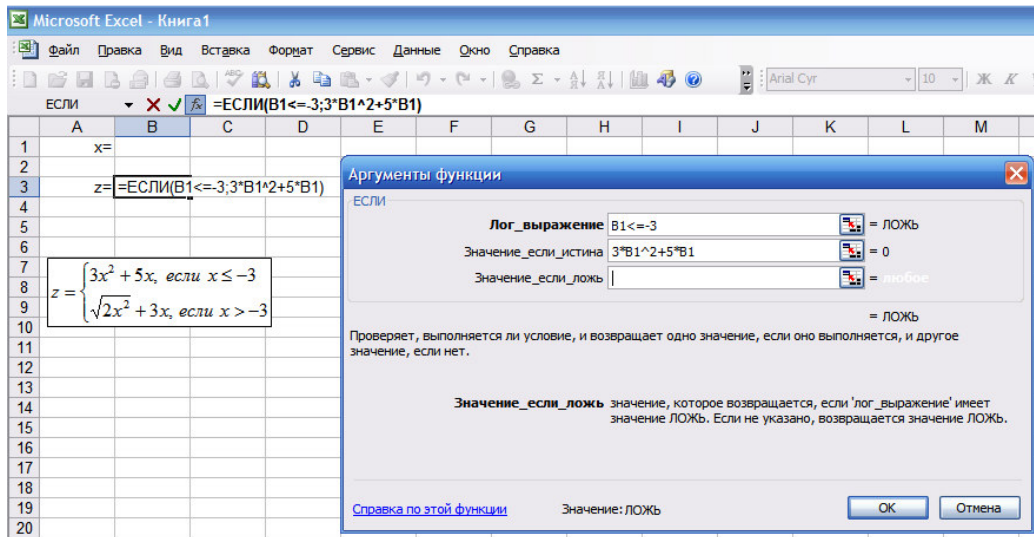 Microsoft Excel - Книга1
Файл Правка Вид Вставка Формат Сервис Данные Окно Справка
Arial Cyr 10 Ж К
ЕСЛИ =ЕСЛИ(B1<=-3;3*B1^2+5*B1)
A B C D E F G H I J K L M
1 x=
2
3 z= =ЕСЛИ(B1<=-3;3*B1^2+5*B1)
4
5
6
7
8
9
10
11
12
13
14
15
16
17
18
19
20
z = { 3x² + 5x, если x ≤ −3
√2x² + 3x, если x > −3
Аргументы функции
ЕСЛИ
Лог_выражение B1<=-3 = ЛОЖЬ
Значение_если_истина 3*B1^2+5*B1 = 0
Значение_если_ложь = любое
= ЛОЖЬ
Проверяет, выполняется ли условие, и возвращает одно значение, если оно выполняется, и другое
значение, если нет.
Значение_если_ложь значение, которое возвращается, если 'лог_выражение' имеет
значение ЛОЖЬ. Если не указано, возвращается значение ЛОЖЬ.
Справка по этой функции Значение:ЛОЖЬ OK Отмена